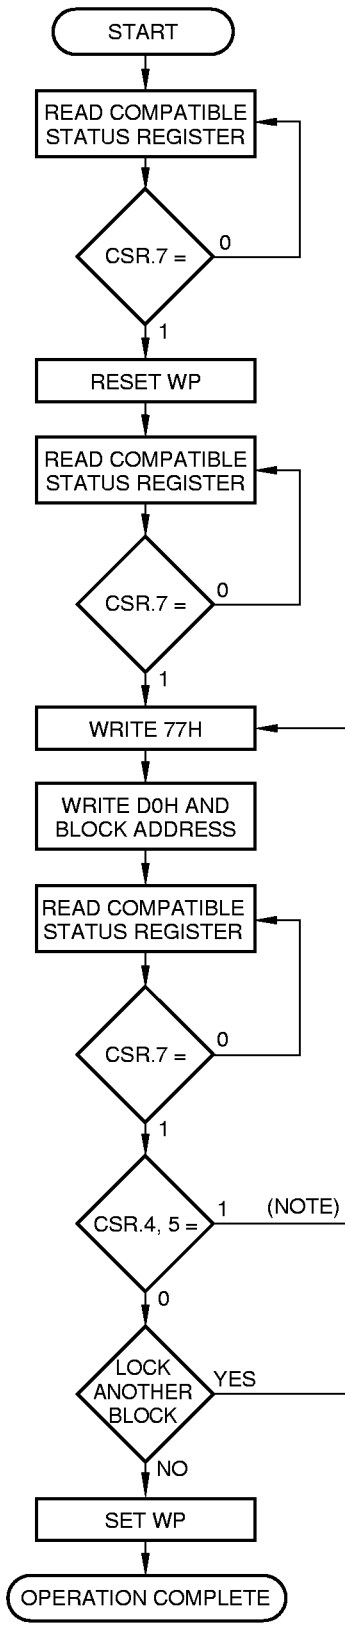 START
READ COMPATIBLE
STATUS REGISTER
CSR.7 =
0
1
RESET WP
READ COMPATIBLE
STATUS REGISTER
CSR.7 =
0
1
WRITE 77H
WRITE D0H AND
BLOCK ADDRESS
READ COMPATIBLE
STATUS REGISTER
CSR.7 =
0
1
CSR.4, 5 =
1 (NOTE)
0
LOCK
ANOTHER
BLOCK
YES
NO
SET WP
OPERATION COMPLETE